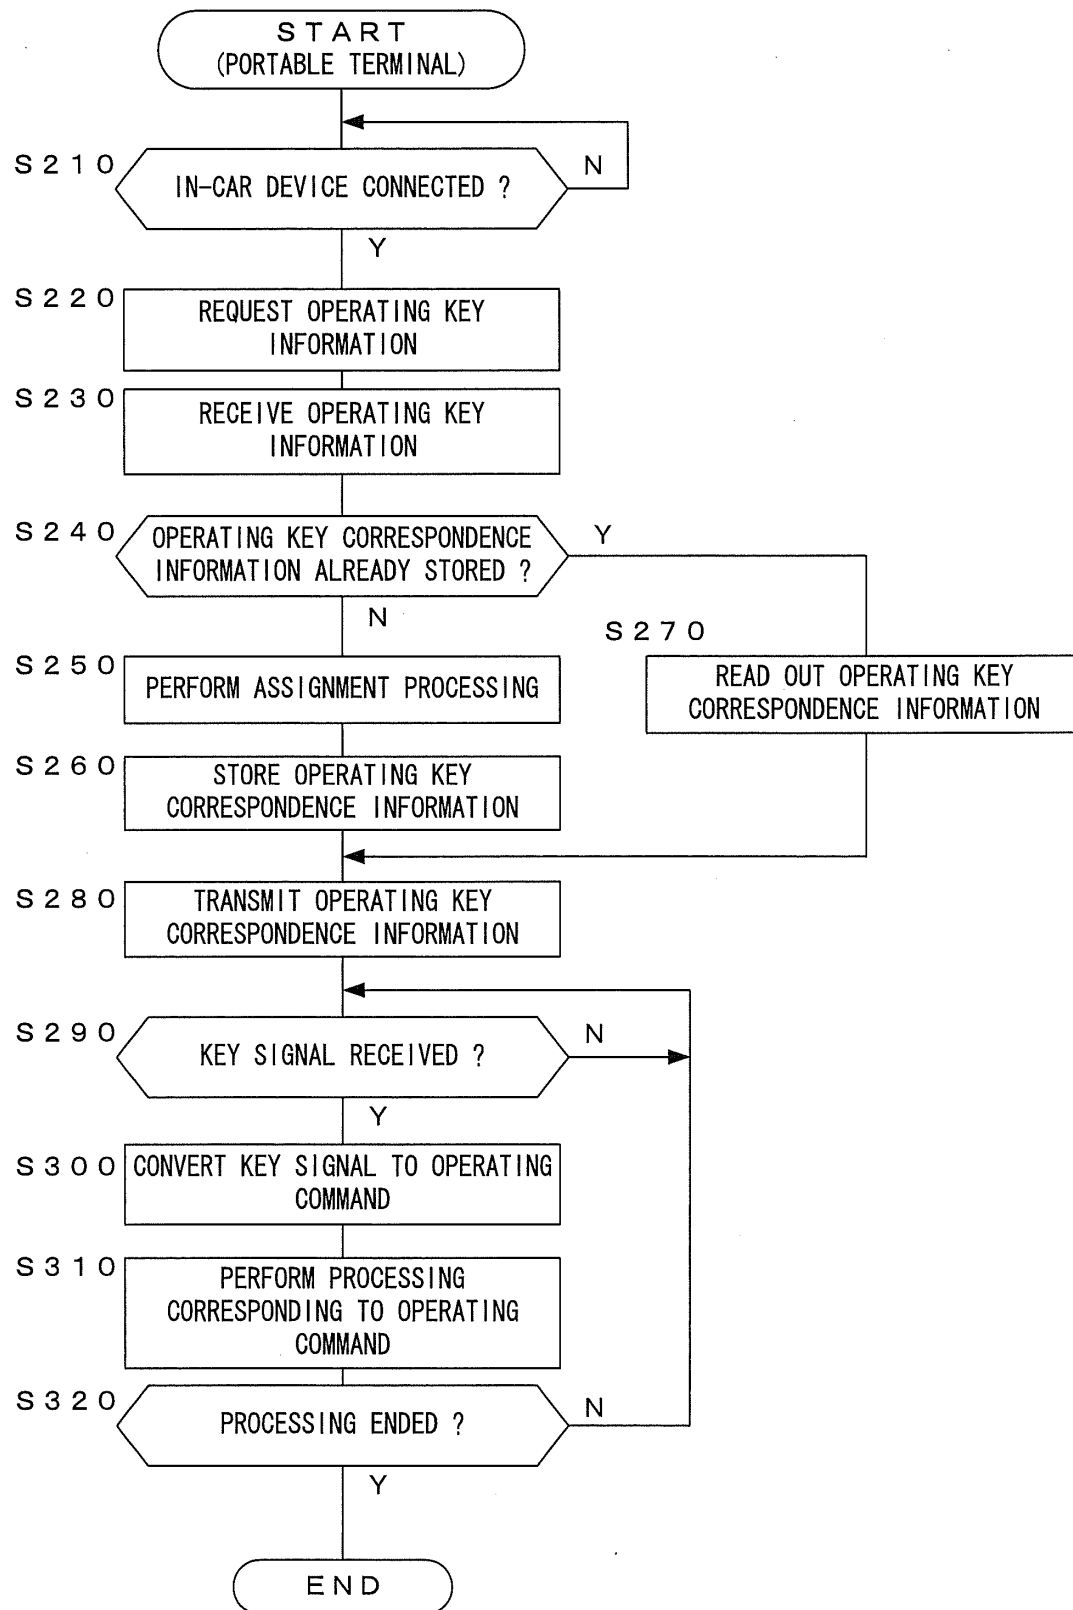 START
(PORTABLE TERMINAL)
S210
IN-CAR DEVICE CONNECTED ?
N
Y
S220
REQUEST OPERATING KEY
INFORMATION
S230
RECEIVE OPERATING KEY
INFORMATION
S240
OPERATING KEY CORRESPONDENCE
INFORMATION ALREADY STORED ?
Y
N
S270
READ OUT OPERATING KEY
CORRESPONDENCE INFORMATION
S250
PERFORM ASSIGNMENT PROCESSING
S260
STORE OPERATING KEY
CORRESPONDENCE INFORMATION
S280
TRANSMIT OPERATING KEY
CORRESPONDENCE INFORMATION
S290
KEY SIGNAL RECEIVED ?
N
Y
S300
CONVERT KEY SIGNAL TO OPERATING
COMMAND
S310
PERFORM PROCESSING
CORRESPONDING TO OPERATING
COMMAND
S320
PROCESSING ENDED ?
N
Y
END